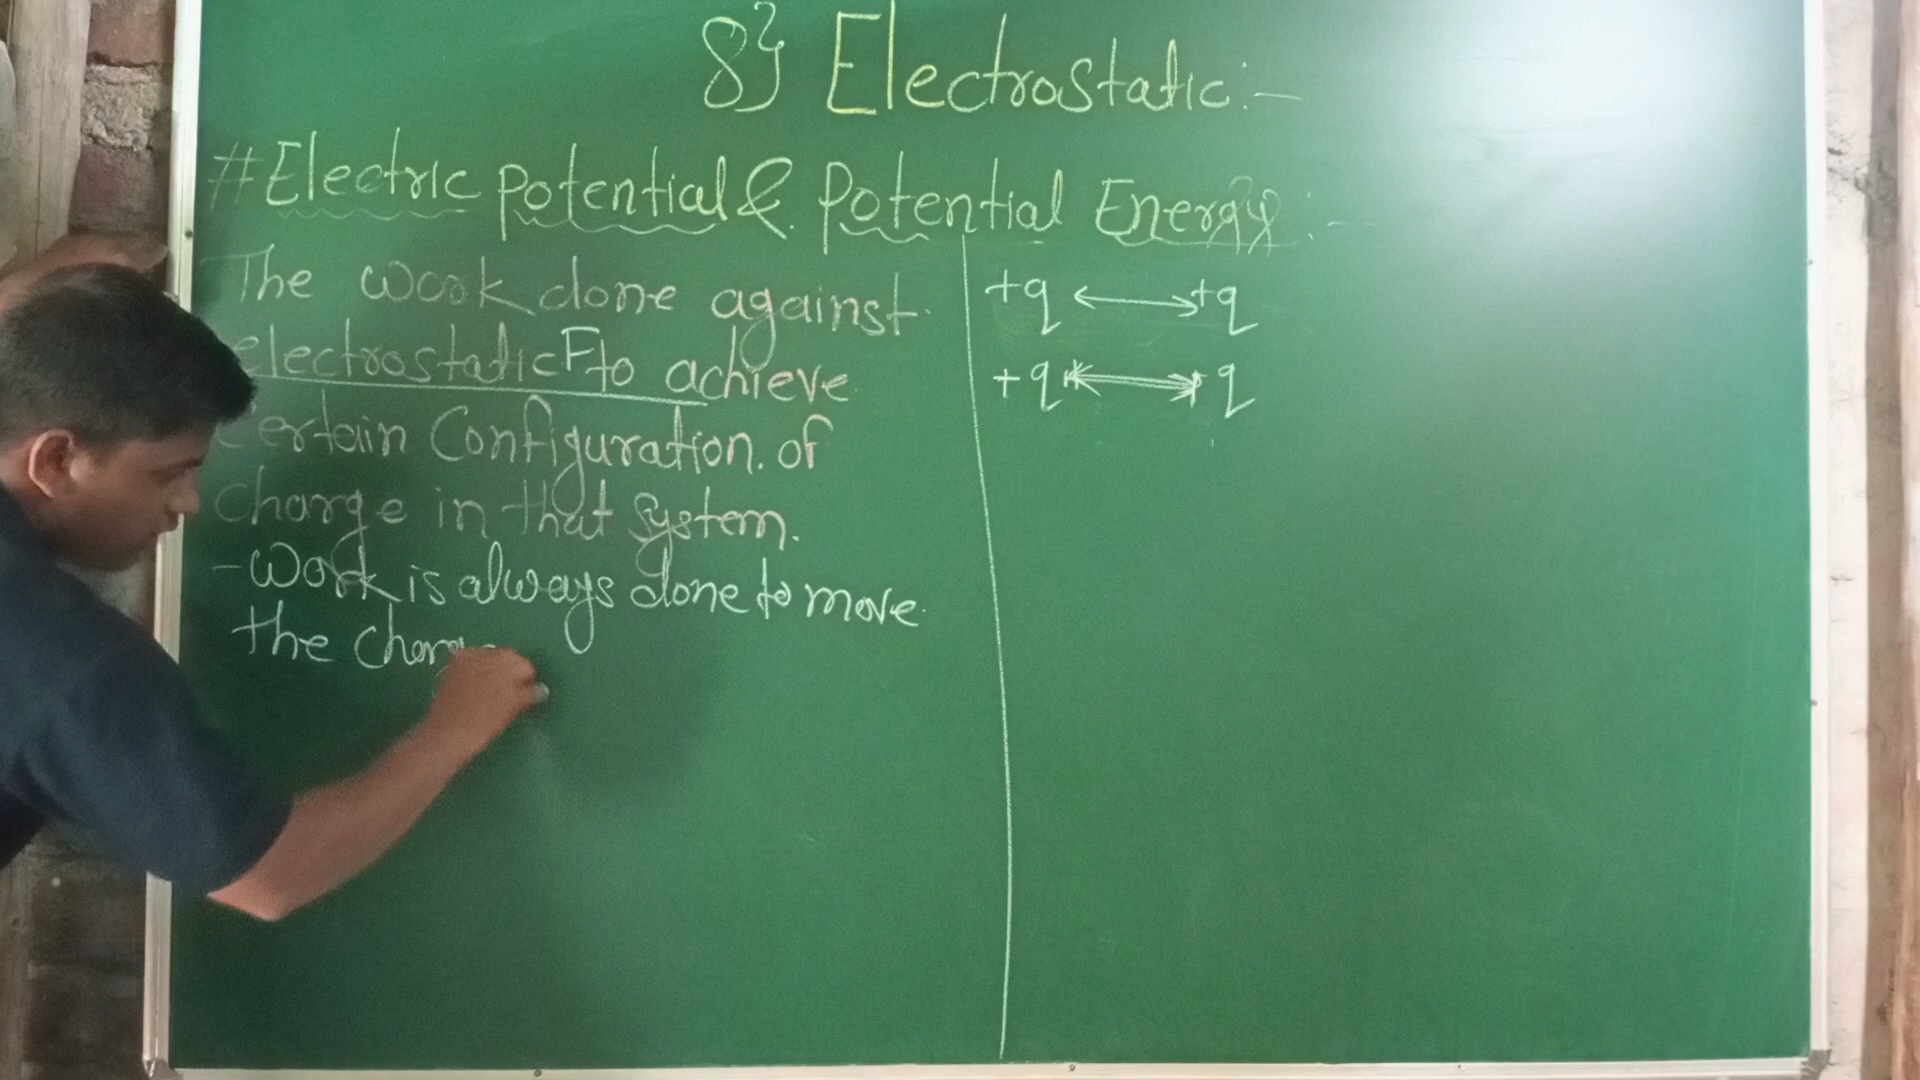 8} Electrostatic:-
# Electric potential & Potential Energy:-
The work done against
electrostatic F to achieve
Certain Configuration. of
charge in that system.
- Work is always done to move
the
+q ⟷ +q
+q ⟷ q